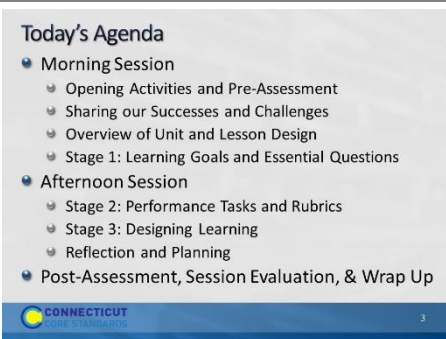 Today's Agenda
Morning Session
Opening Activities and Pre-Assessment
Sharing our Successes and Challenges
Overview of Unit and Lesson Design
Stage 1: Learning Goals and Essential Questions
Afternoon Session
Stage 2: Performance Tasks and Rubrics
Stage 3: Designing Learning
Reflection and Planning
Post-Assessment, Session Evaluation, & Wrap Up
CONNECTICUT
CORE STANDARDS
3